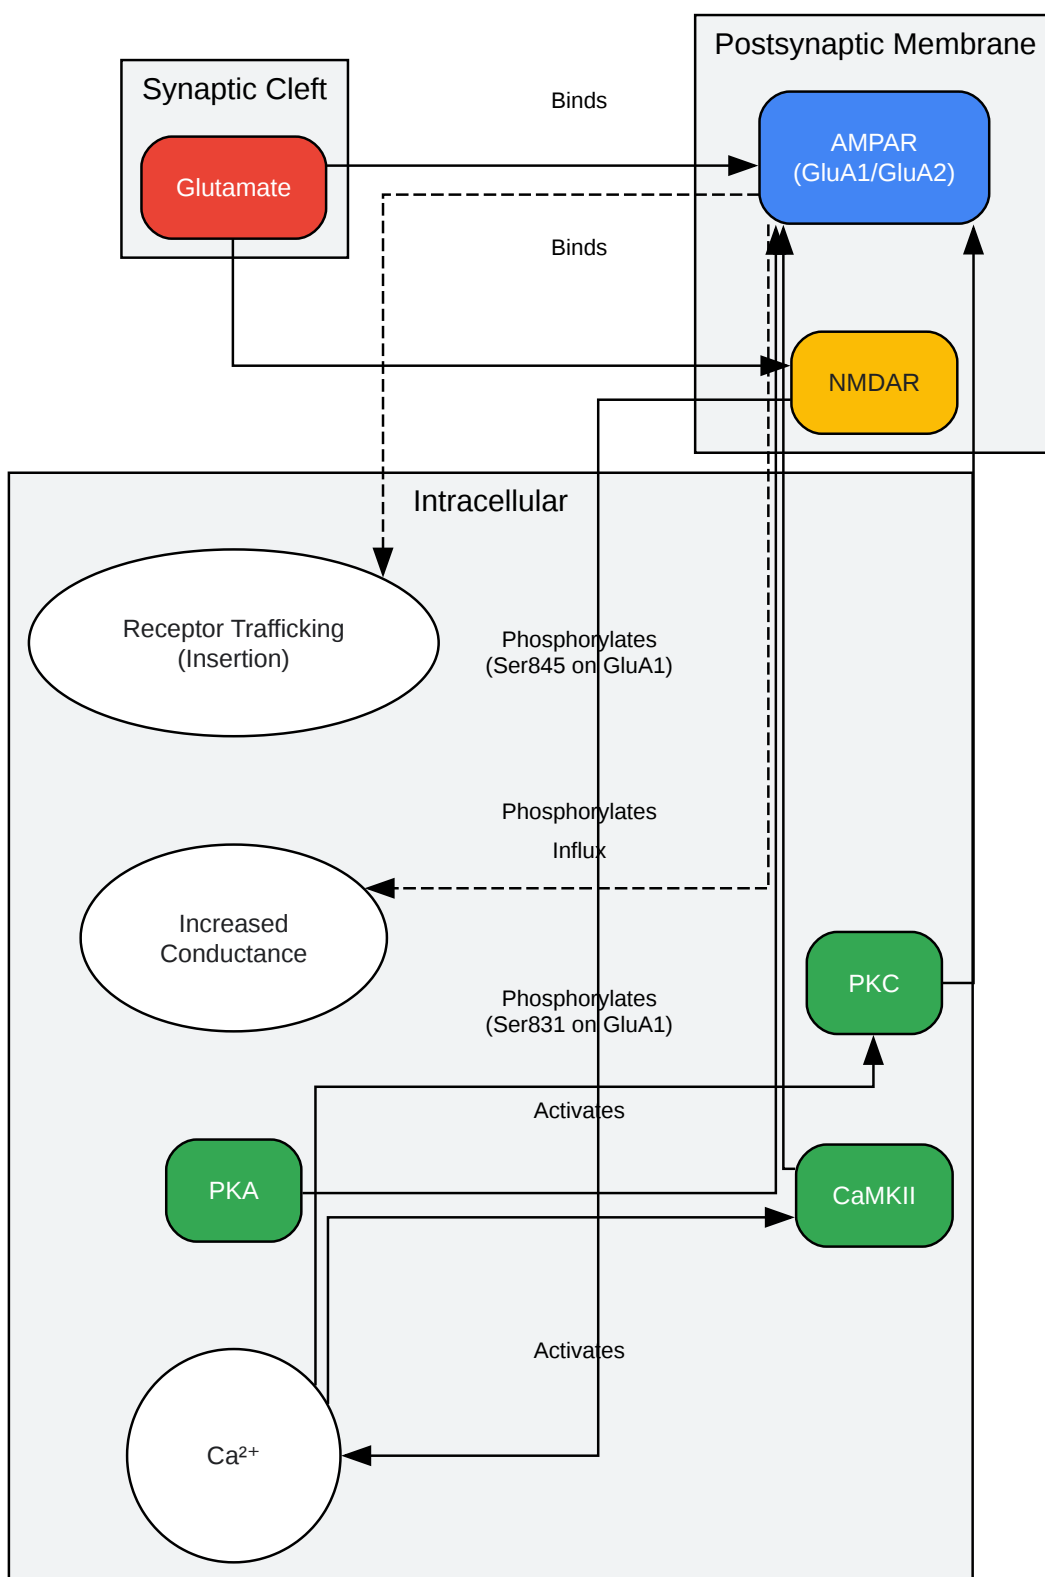 Postsynaptic Membrane
Synaptic Cleft
Binds
AMPAR
(GluA1/GluA2)
Glutamate
Binds
NMDAR
Intracellular
Receptor Trafficking
(Insertion)
Phosphorylates
(Ser845 on GluA1)
Phosphorylates
Influx
Increased
Conductance
PKC
Phosphorylates
(Ser831 on GluA1)
Activates
PKA
CaMKII
Activates
Ca²⁺